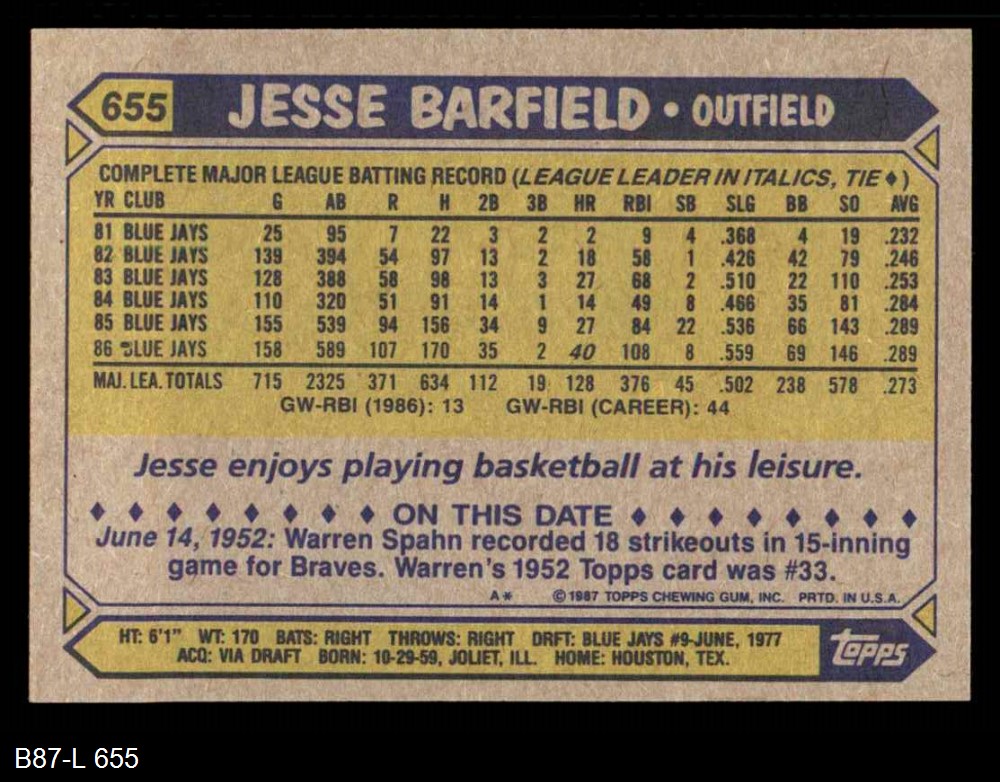 655 JESSE BARFIELD • OUTFIELD
COMPLETE MAJOR LEAGUE BATTING RECORD (LEAGUE LEADER IN ITALICS, TIE ♦)
YR CLUB G AB R H 2B 3B HR RBI SB SLG BB SO AVG
81 BLUE JAYS 25 95 7 22 3 2 2 9 4 .368 4 19 .232
82 BLUE JAYS 139 394 54 97 13 2 18 58 1 .426 42 79 .246
83 BLUE JAYS 128 388 58 98 13 3 27 68 2 .510 22 110 .253
84 BLUE JAYS 110 320 51 91 14 1 14 49 8 .466 35 81 .284
85 BLUE JAYS 155 539 94 156 34 9 27 84 22 .536 66 143 .289
86 BLUE JAYS 158 589 107 170 35 2 40 108 8 .559 69 146 .289
MAJ. LEA. TOTALS 715 2325 371 634 112 19 128 376 45 .502 238 578 .273
GW-RBI (1986): 13 GW-RBI (CAREER): 44
Jesse enjoys playing basketball at his leisure.
♦ ♦ ♦ ♦ ♦ ♦ ♦ ♦ ON THIS DATE ♦ ♦ ♦ ♦ ♦ ♦ ♦ ♦
June 14, 1952: Warren Spahn recorded 18 strikeouts in 15-inning
game for Braves. Warren's 1952 Topps card was #33.
A* © 1987 TOPPS CHEWING GUM, INC. PRTD. IN U.S.A.
HT: 6'1" WT: 170 BATS: RIGHT THROWS: RIGHT DRFT: BLUE JAYS #9-JUNE, 1977
ACQ: VIA DRAFT BORN: 10-29-59, JOLIET, ILL. HOME: HOUSTON, TEX.
topps
B87-L 655